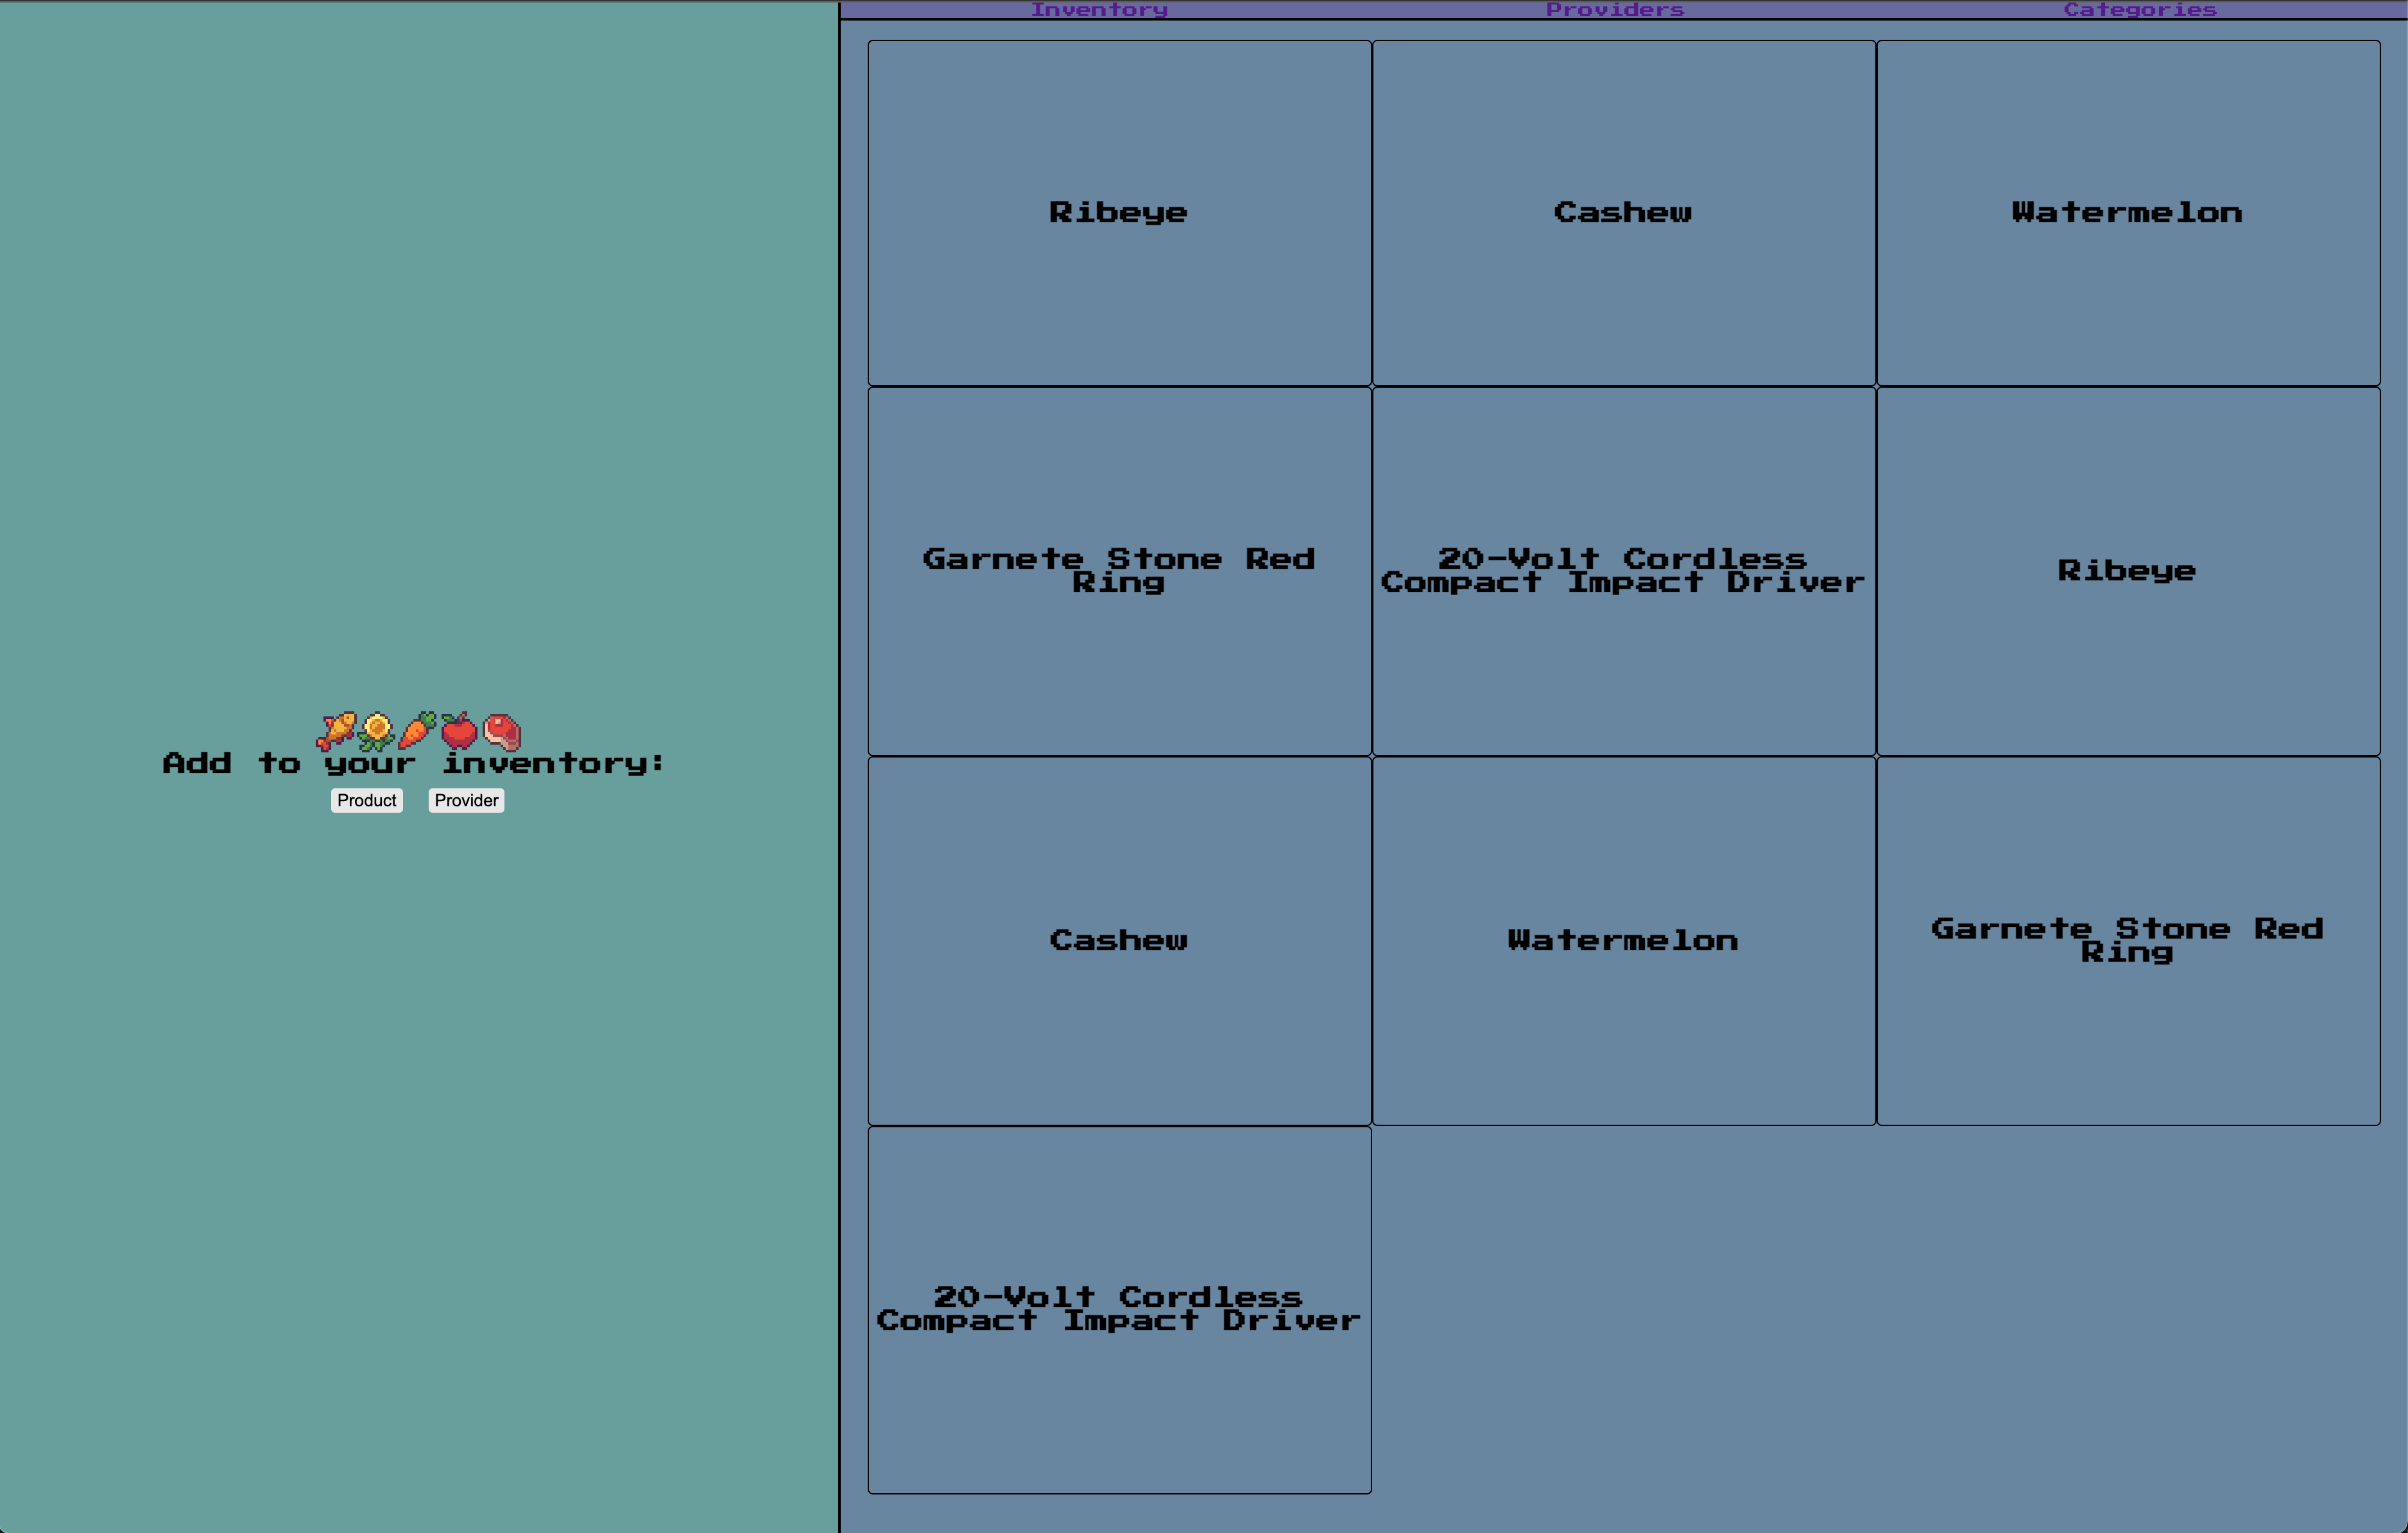 Inventory
Providers
Categories
Ribeye
Cashew
Watermelon
Garnete Stone Red
Ring
20-Volt Cordless
Compact Impact Driver
Ribeye
Add to your inventory:
Product
Provider
Cashew
Watermelon
Garnete Stone Red
Ring
20-Volt Cordless
Compact Impact Driver